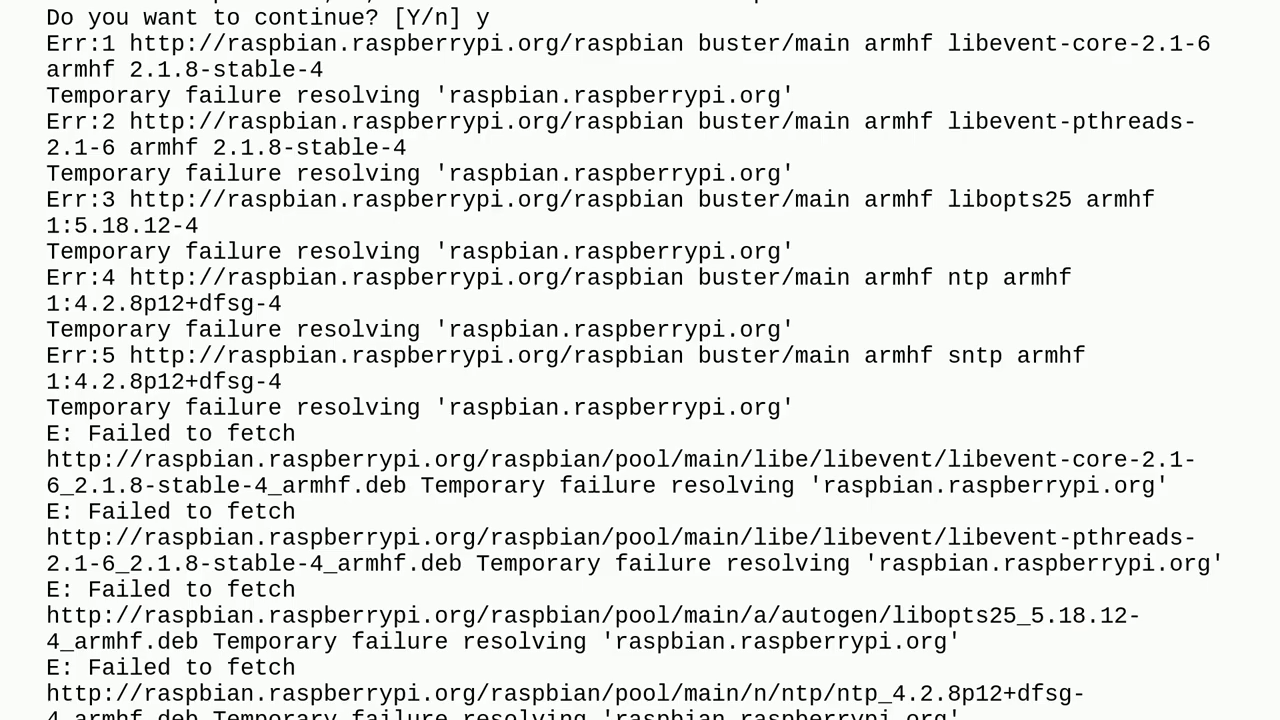 Do you want to continue? [Y/n] y
Err:1 http://raspbian.raspberrypi.org/raspbian buster/main armhf libevent-core-2.1-6
armhf 2.1.8-stable-4
Temporary failure resolving 'raspbian.raspberrypi.org'
Err:2 http://raspbian.raspberrypi.org/raspbian buster/main armhf libevent-pthreads-
2.1-6 armhf 2.1.8-stable-4
Temporary failure resolving 'raspbian.raspberrypi.org'
Err:3 http://raspbian.raspberrypi.org/raspbian buster/main armhf libopts25 armhf
1:5.18.12-4
Temporary failure resolving 'raspbian.raspberrypi.org'
Err:4 http://raspbian.raspberrypi.org/raspbian buster/main armhf ntp armhf
1:4.2.8p12+dfsg-4
Temporary failure resolving 'raspbian.raspberrypi.org'
Err:5 http://raspbian.raspberrypi.org/raspbian buster/main armhf sntp armhf
1:4.2.8p12+dfsg-4
Temporary failure resolving 'raspbian.raspberrypi.org'
E: Failed to fetch
http://raspbian.raspberrypi.org/raspbian/pool/main/libe/libevent/libevent-core-2.1-
6_2.1.8-stable-4_armhf.deb Temporary failure resolving 'raspbian.raspberrypi.org'
E: Failed to fetch
http://raspbian.raspberrypi.org/raspbian/pool/main/libe/libevent/libevent-pthreads-
2.1-6_2.1.8-stable-4_armhf.deb Temporary failure resolving 'raspbian.raspberrypi.org'
E: Failed to fetch
http://raspbian.raspberrypi.org/raspbian/pool/main/a/autogen/libopts25_5.18.12-
4_armhf.deb Temporary failure resolving 'raspbian.raspberrypi.org'
E: Failed to fetch
http://raspbian.raspberrypi.org/raspbian/pool/main/n/ntp/ntp_4.2.8p12+dfsg-
4_armhf.deb Temporary failure resolving 'raspbian.raspberrypi.org'